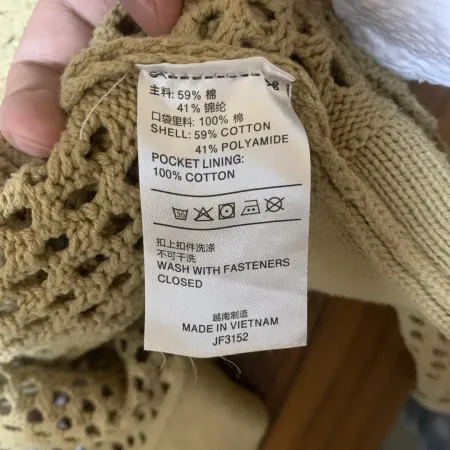 主料: 59% 棉
41% 锦纶
口袋里料: 100% 棉
SHELL: 59% COTTON
41% POLYAMIDE
POCKET LINING:
100% COTTON
扣上扣件洗涤
不可干洗
WASH WITH FASTENERS
CLOSED
越南制造
MADE IN VIETNAM
JF3152